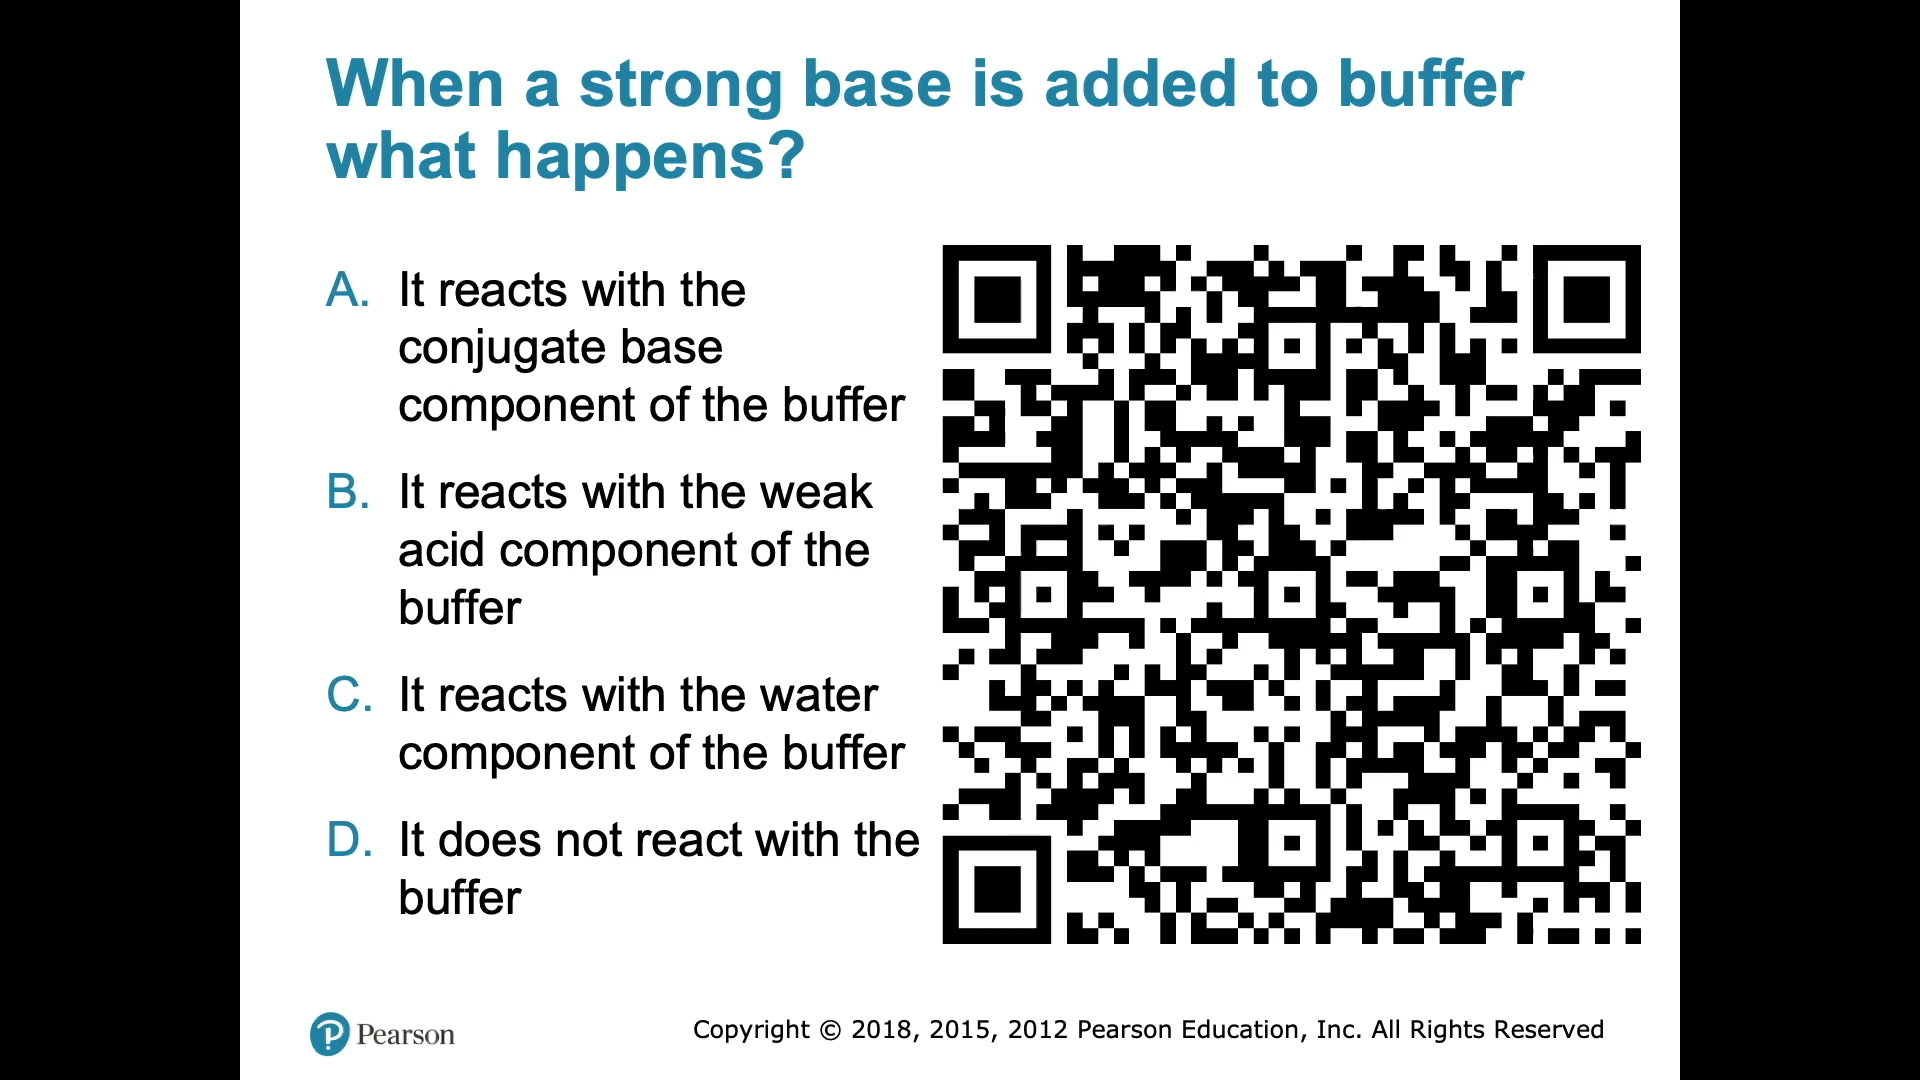 When a strong base is added to buffer
what happens?
A. It reacts with the
conjugate base
component of the buffer
B. It reacts with the weak
acid component of the
buffer
C. It reacts with the water
component of the buffer
D. It does not react with the
buffer
Pearson
Copyright © 2018, 2015, 2012 Pearson Education, Inc. All Rights Reserved